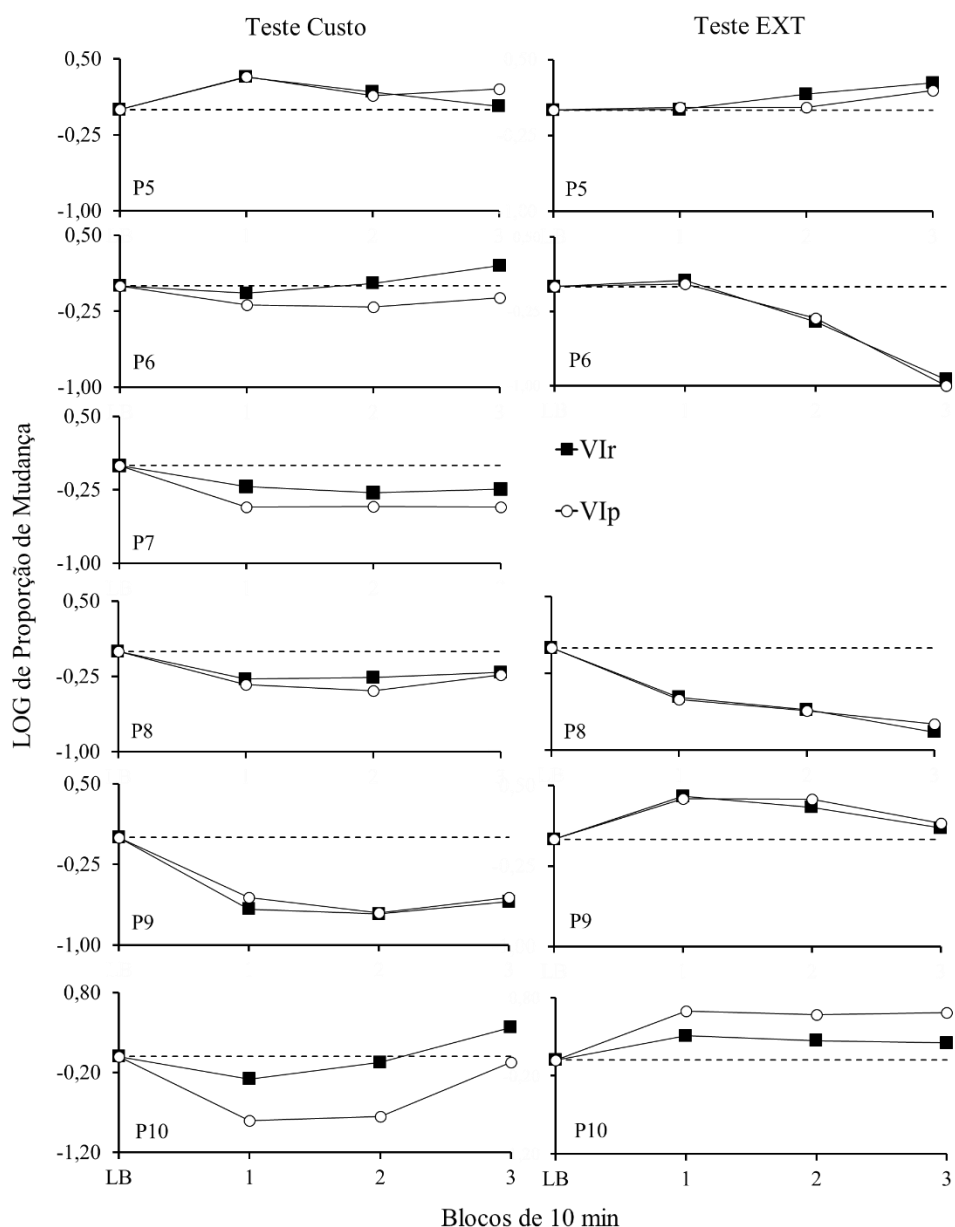 Teste Custo
Teste EXT
0,50
-0,25
-1,00
P5
P5
0,50
-0,25
-1,00
P6
P6
0,50
-0,25
-1,00
P7
VIr
VIp
0,50
-0,25
-1,00
P8
P8
0,50
-0,25
-1,00
P9
P9
0,80
-0,20
-1,20
P10
P10
LB 1 2 3
LB 1 2 3
LOG de Proporção de Mudança
Blocos de 10 min